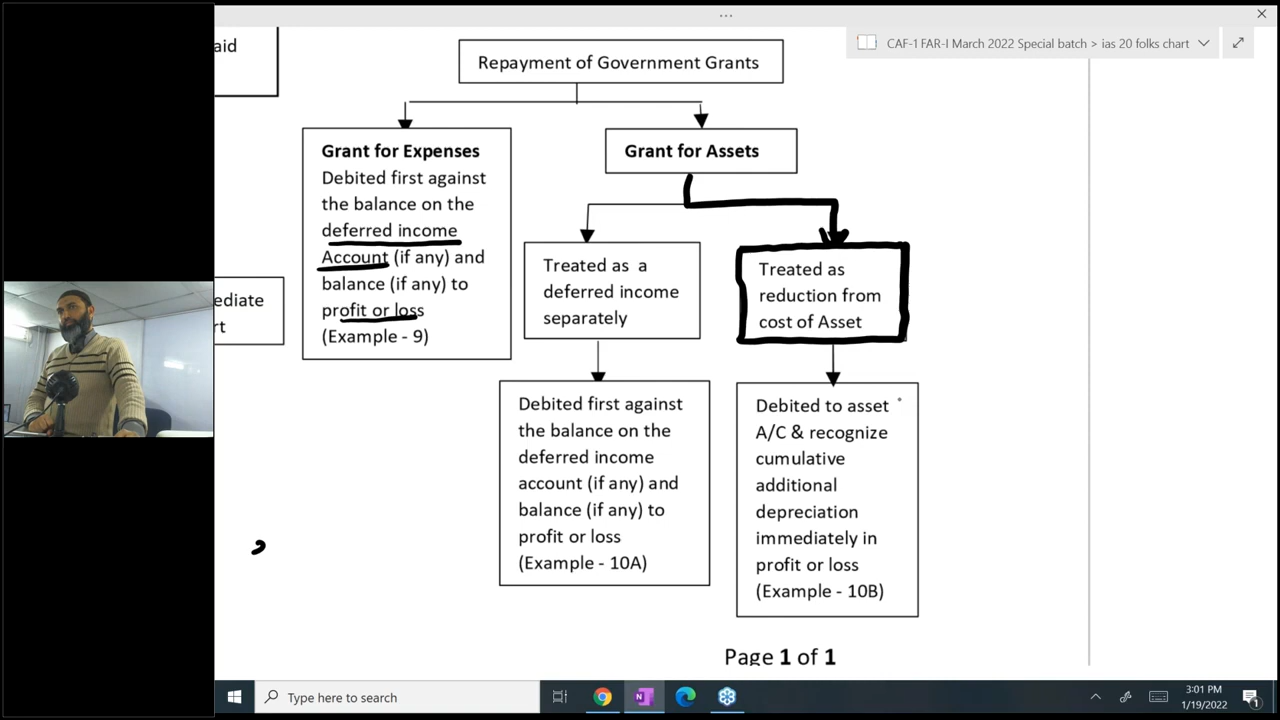 ...
CAF-1 FAR-I March 2022 Special batch > ias 20 folks chart
aid
Repayment of Government Grants
Grant for Expenses
Debited first against
the balance on the
deferred income
Account (if any) and
balance (if any) to
profit or loss
(Example - 9)
Grant for Assets
ediate
rt
Treated as a
deferred income
separately
Treated as
reduction from
cost of Asset
Debited first against
the balance on the
deferred income
account (if any) and
balance (if any) to
profit or loss
(Example - 10A)
Debited to asset
A/C & recognize
cumulative
additional
depreciation
immediately in
profit or loss
(Example - 10B)
Page 1 of 1
Type here to search
3:01 PM
1/19/2022
1